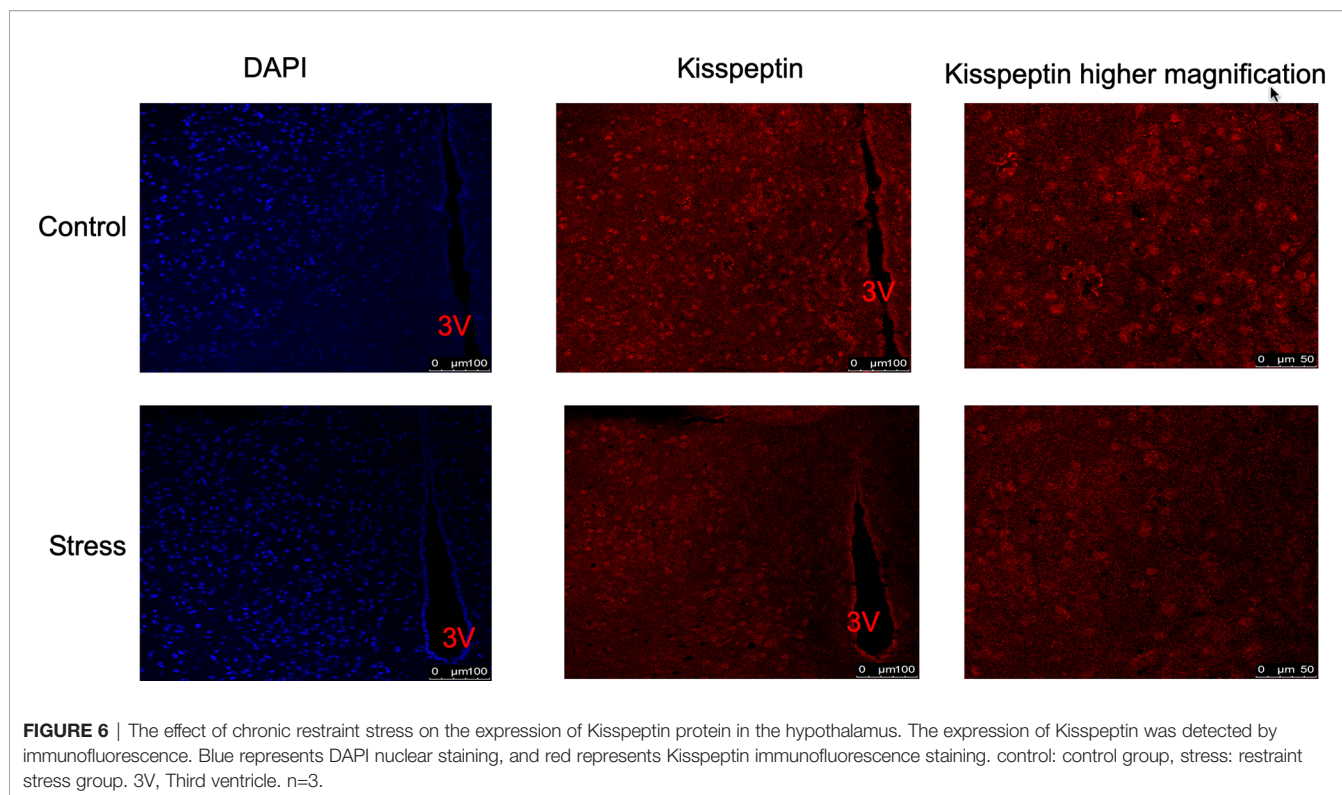 DAPI
Kisspeptin
Kisspeptin higher magnification
Control
3V
0 µm100
3V
0 µm100
0 µm 50
Stress
3V
0 µm100
3V
0 µm100
0 µm 50
FIGURE 6 | The effect of chronic restraint stress on the expression of Kisspeptin protein in the hypothalamus. The expression of Kisspeptin was detected by
immunofluorescence. Blue represents DAPI nuclear staining, and red represents Kisspeptin immunofluorescence staining. control: control group, stress: restraint
stress group. 3V, Third ventricle. n=3.